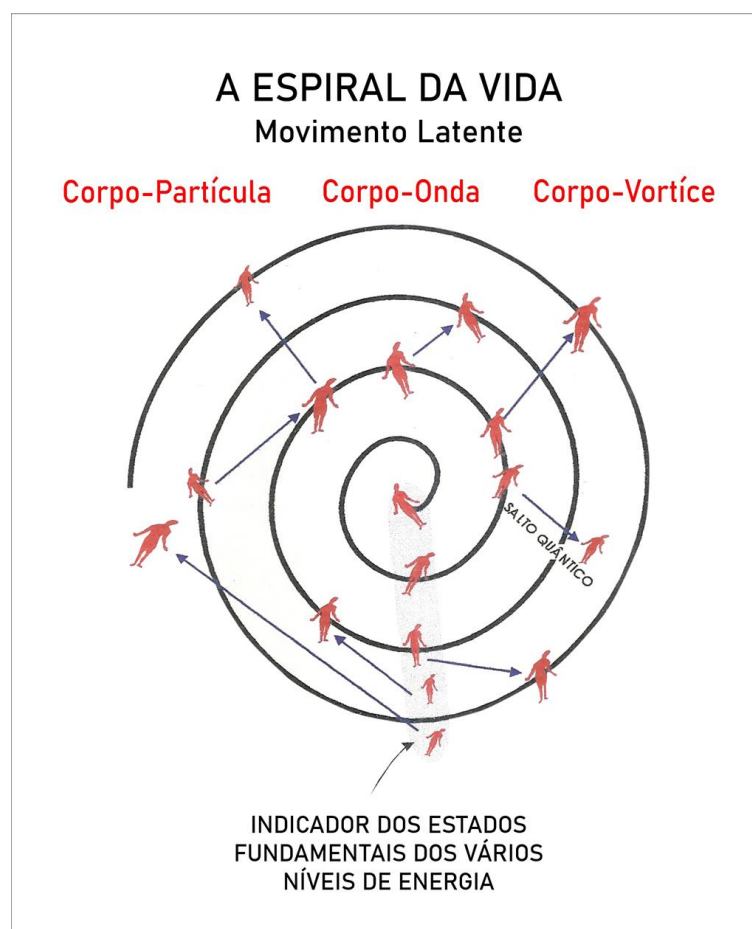 A ESPIRAL DA VIDA
Movimento Latente
Corpo-Partícula Corpo-Onda Corpo-Vortíce
SALTO QUÂNTICO
INDICADOR DOS ESTADOS
FUNDAMENTAIS DOS VÁRIOS
NÍVEIS DE ENERGIA